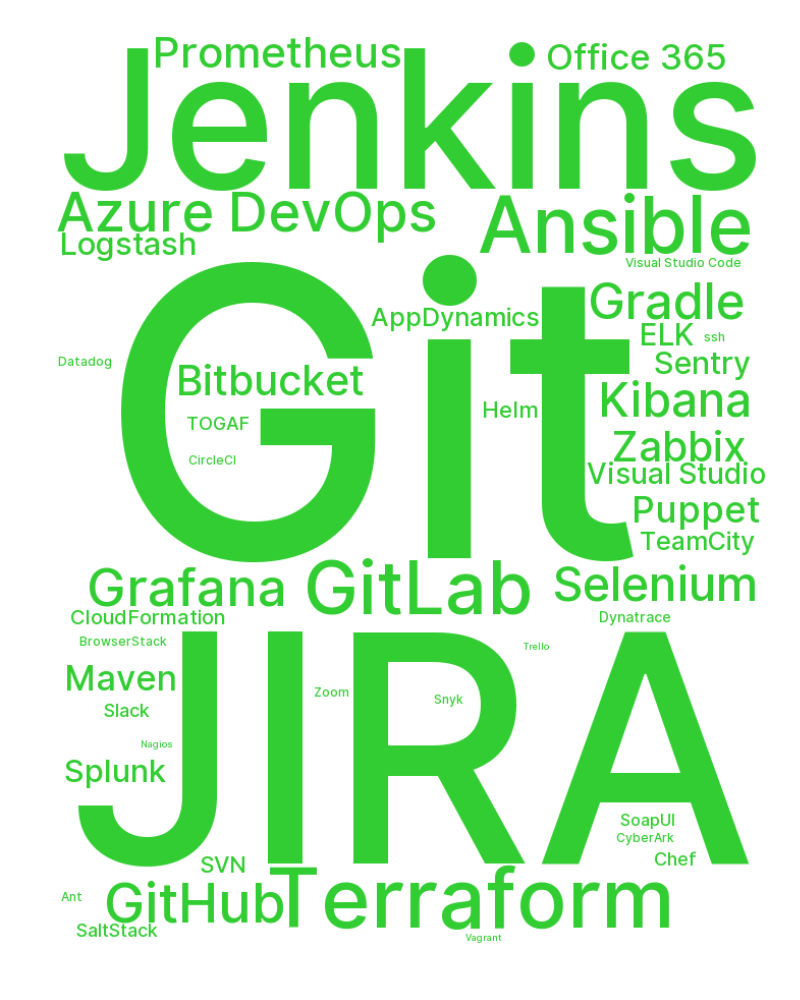 Prometheus
Office 365
Jenkins
Azure DevOps
Ansible
Logstash
Visual Studio Code
Git
Gradle
AppDynamics
ELK
ssh
Datadog
Sentry
Bitbucket
Kibana
Helm
TOGAF
Zabbix
CircleCI
Visual Studio
Puppet
TeamCity
Grafana
GitLab
Selenium
CloudFormation
Dynatrace
BrowserStack
Trello
JIRA
Maven
Zoom
Snyk
Slack
Nagios
Splunk
SoapUI
CyberArk
Chef
SVN
Terraform
Ant
GitHub
SaltStack
Vagrant